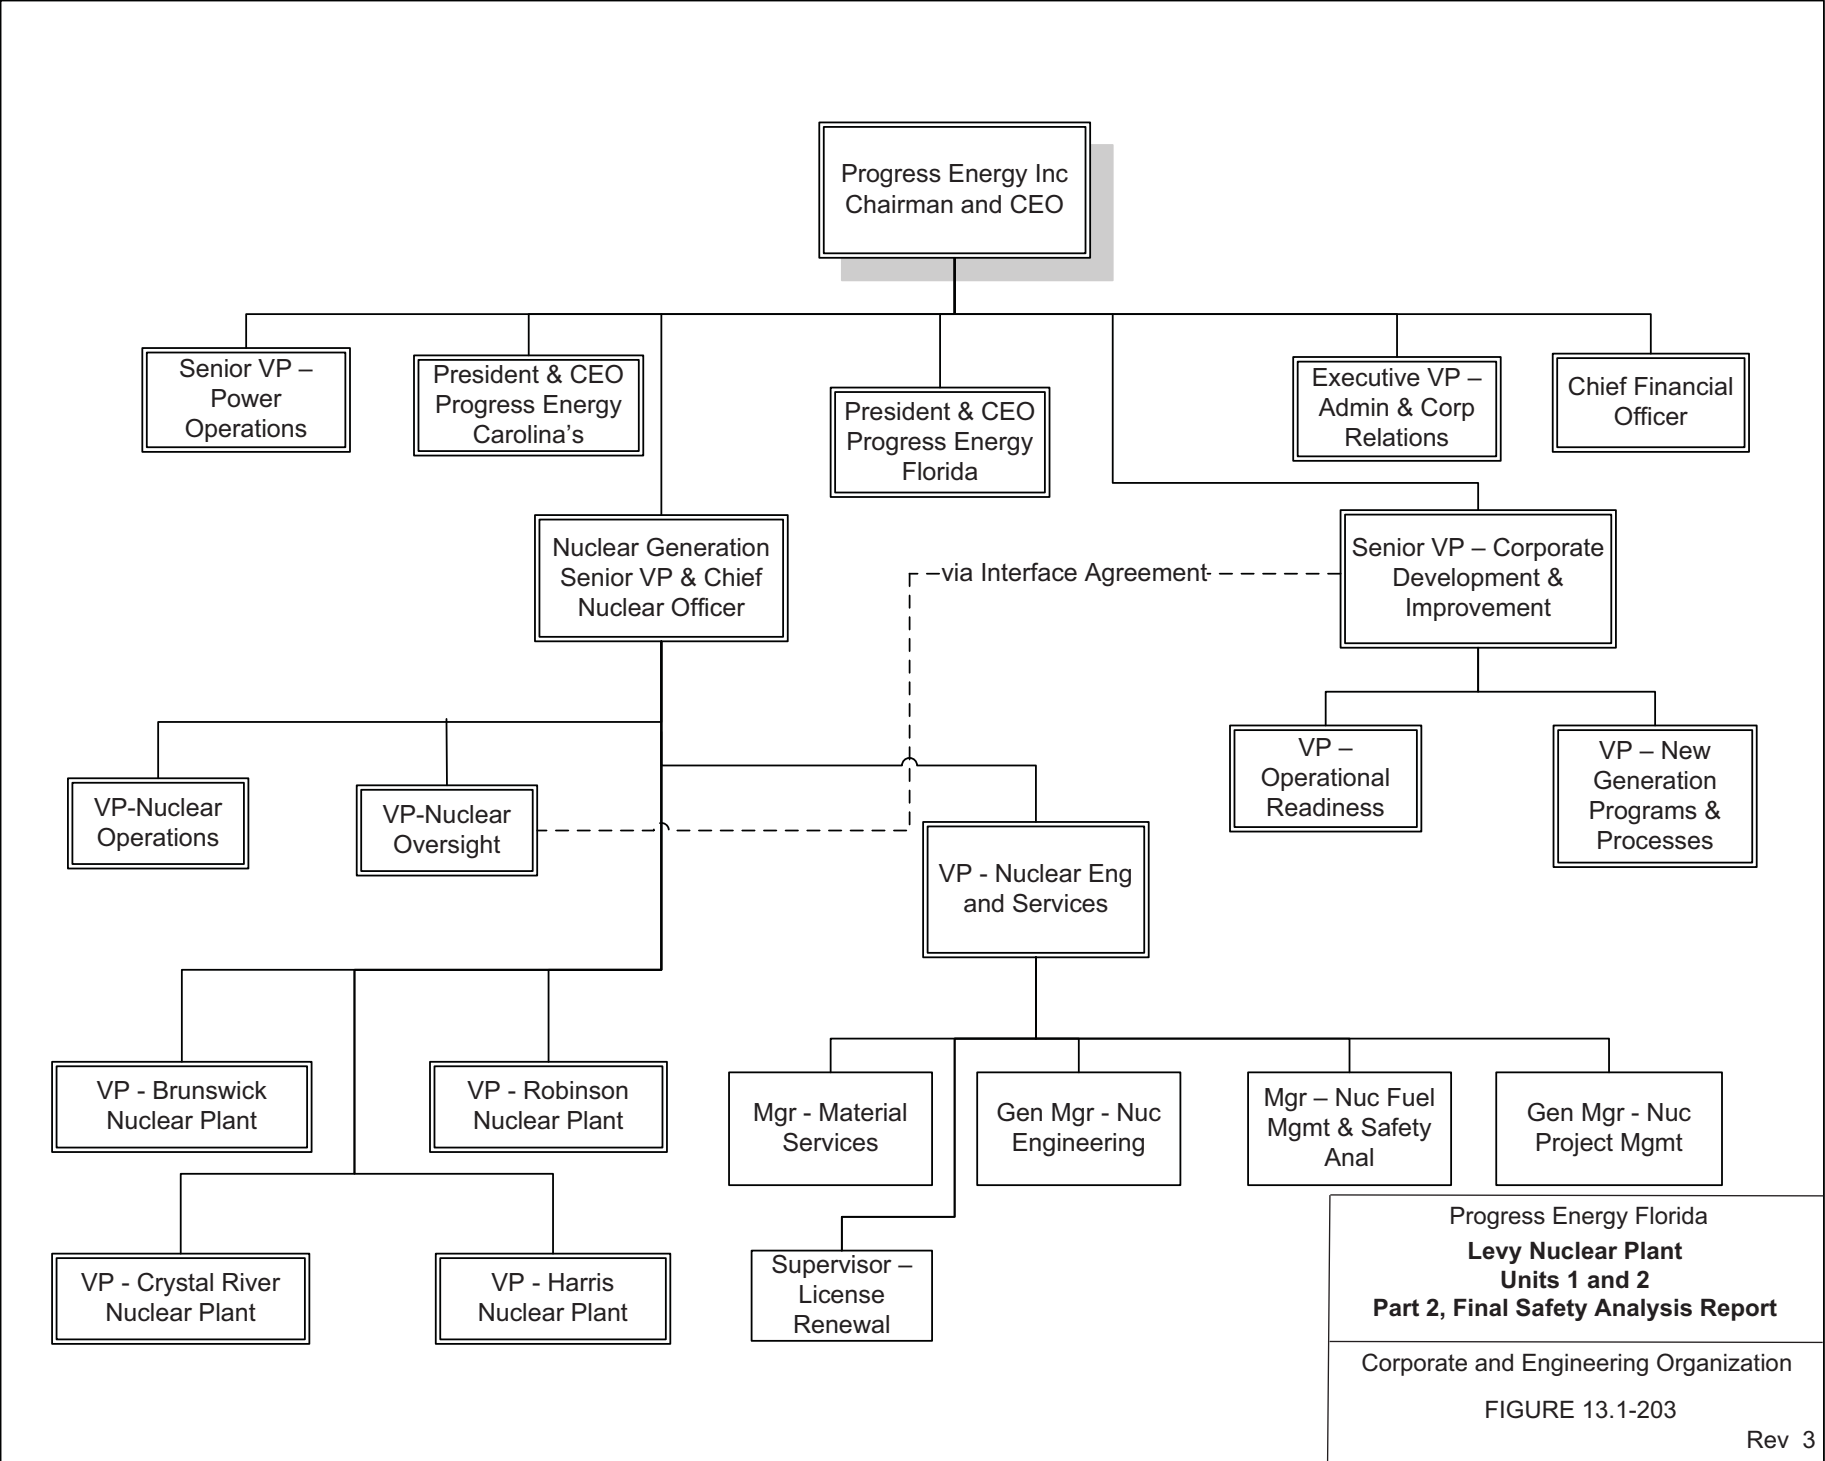 Progress Energy Inc
Chairman and CEO
Senior VP –
Power
Operations
President & CEO
Progress Energy
Carolina’s
President & CEO
Progress Energy
Florida
Executive VP –
Admin & Corp
Relations
Chief Financial
Officer
Nuclear Generation
Senior VP & Chief
Nuclear Officer
via Interface Agreement
Senior VP – Corporate
Development &
Improvement
VP-Nuclear
Operations
VP-Nuclear
Oversight
VP - Nuclear Eng
and Services
VP –
Operational
Readiness
VP – New
Generation
Programs &
Processes
VP - Brunswick
Nuclear Plant
VP - Robinson
Nuclear Plant
Mgr - Material
Services
Gen Mgr - Nuc
Engineering
Mgr – Nuc Fuel
Mgmt & Safety
Anal
Gen Mgr - Nuc
Project Mgmt
VP - Crystal River
Nuclear Plant
VP - Harris
Nuclear Plant
Supervisor –
License
Renewal
Progress Energy Florida
Levy Nuclear Plant
Units 1 and 2
Part 2, Final Safety Analysis Report
Corporate and Engineering Organization
FIGURE 13.1-203
Rev 3